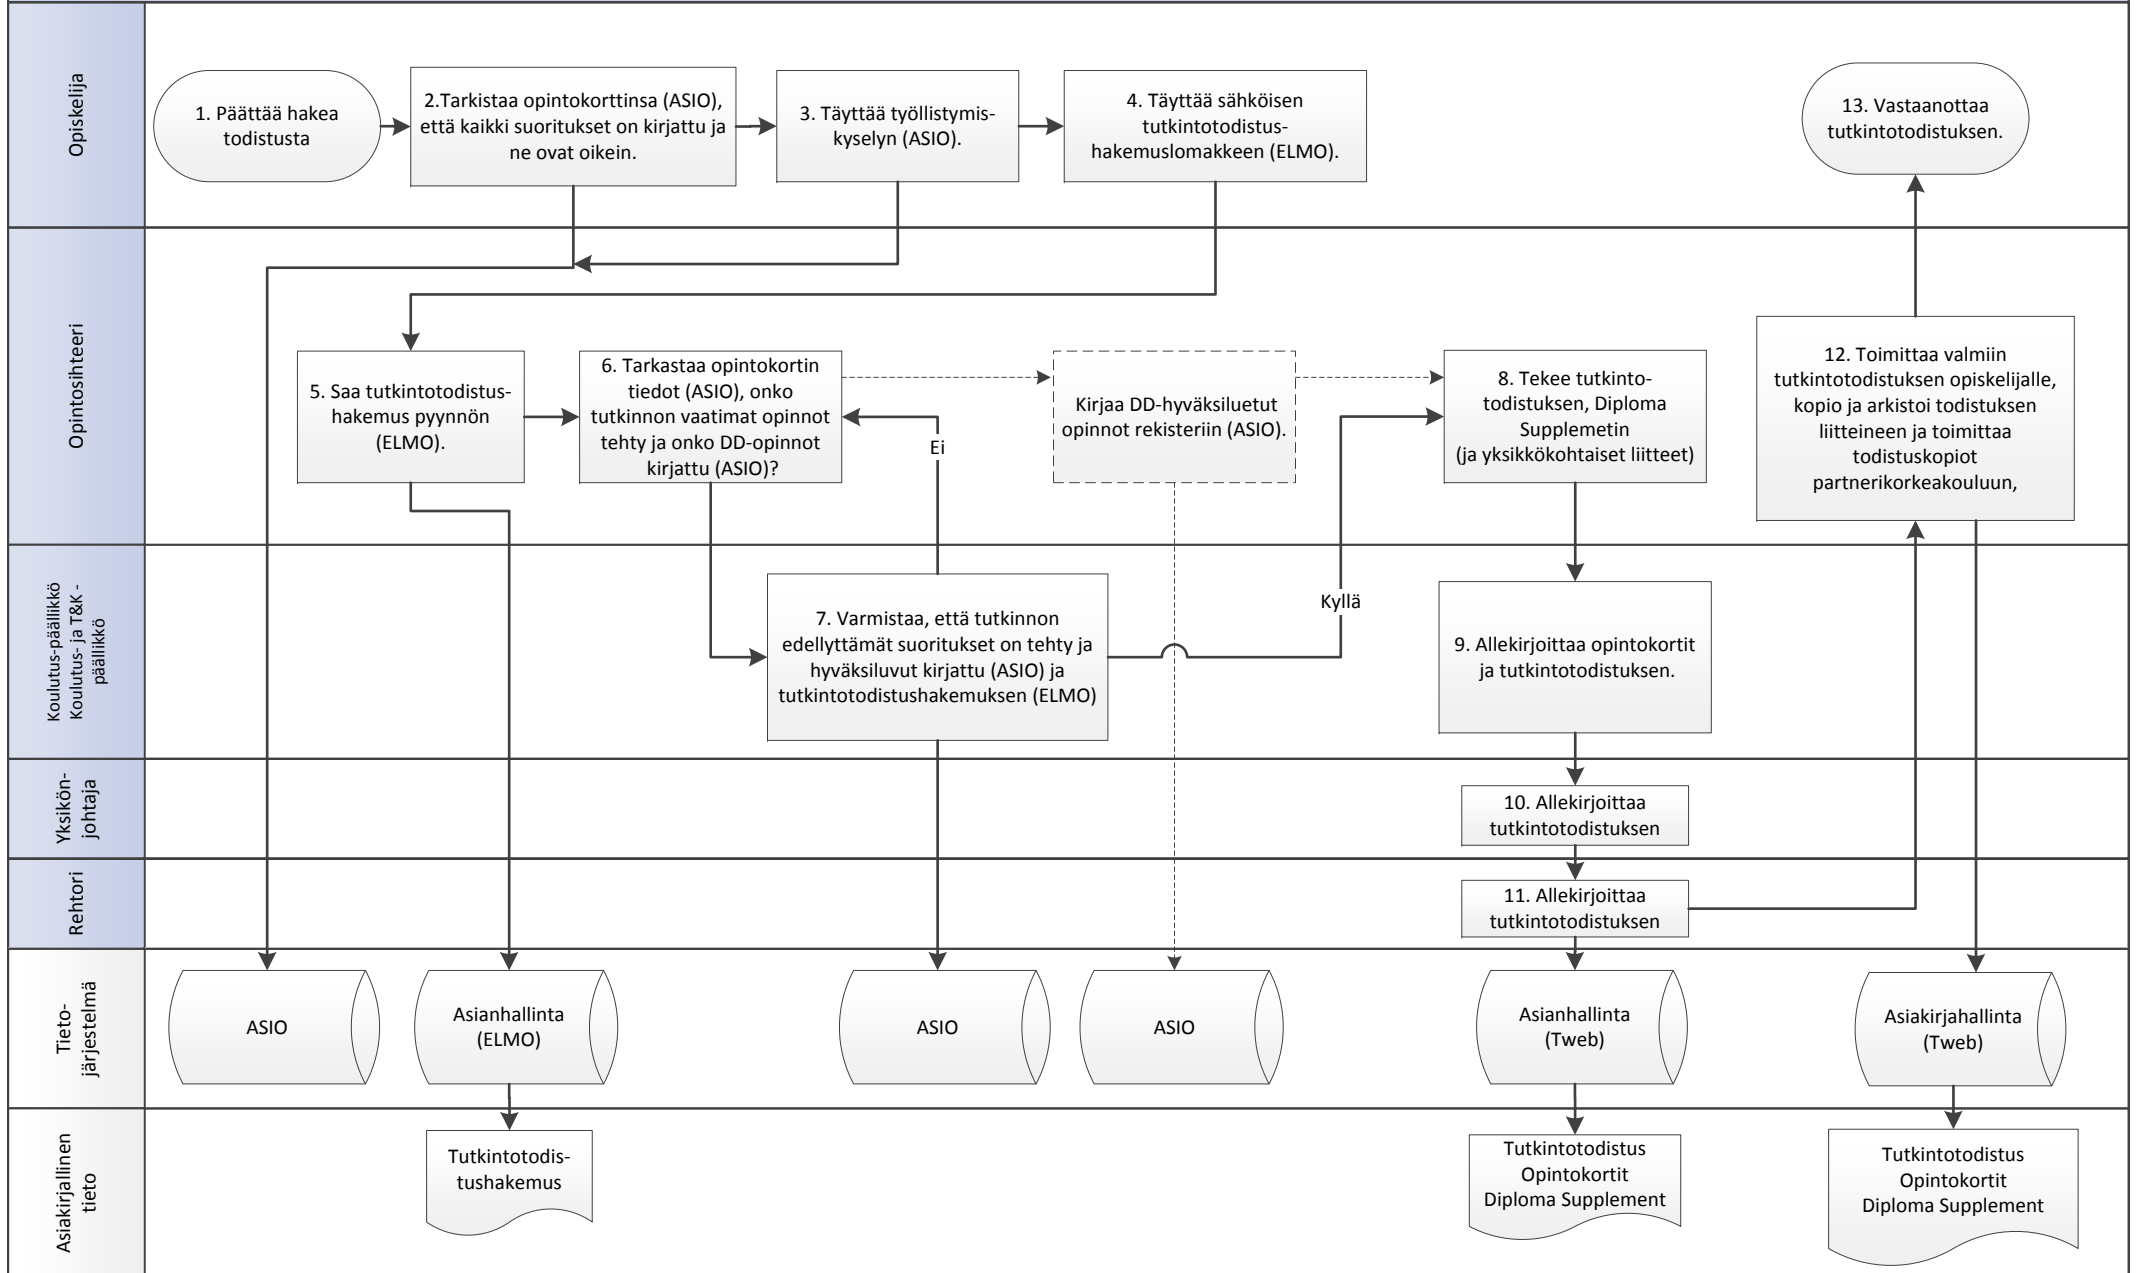 Opiskelija
1. Päättää hakea
todistusta
2.Tarkistaa opintokorttinsa (ASIO),
että kaikki suoritukset on kirjattu ja
ne ovat oikein.
3. Täyttää työllistymis-
kyselyn (ASIO).
4. Täyttää sähköisen
tutkintotodistus-
hakemuslomakkeen (ELMO).
13. Vastaanottaa
tutkintotodistuksen.
Opintosihteeri
5. Saa tutkintotodistus-
hakemus pyynnön
(ELMO).
6. Tarkastaa opintokortin
tiedot (ASIO), onko
tutkinnon vaatimat opinnot
tehty ja onko DD-opinnot
kirjattu (ASIO)?
Ei
Kirjaa DD-hyväksiluetut
opinnot rekisteriin (ASIO).
8. Tekee tutkinto-
todistuksen, Diploma
Supplemetin
(ja yksikkökohtaiset liitteet)
12. Toimittaa valmiin
tutkintotodistuksen opiskelijalle,
kopio ja arkistoi todistuksen
liitteineen ja toimittaa
todistuskopiot
partnerikorkeakouluun,
Koulutus-päällikkö
Koulutus- ja T&K -
päällikkö
7. Varmistaa, että tutkinnon
edellyttämät suoritukset on tehty ja
hyväksiluvut kirjattu (ASIO) ja
tutkintotodistushakemuksen (ELMO)
Kyllä
9. Allekirjoittaa opintokortit
ja tutkintotodistuksen.
Yksikön-
johtaja
10. Allekirjoittaa
tutkintotodistuksen
Rehtori
11. Allekirjoittaa
tutkintotodistuksen
Tieto-
järjestelmä
ASIO
Asianhallinta
(ELMO)
ASIO
ASIO
Asianhallinta
(Tweb)
Asiakirjahallinta
(Tweb)
Asiakirjallinen
tieto
Tutkintotodis-
tushakemus
Tutkintotodistus
Opintokortit
Diploma Supplement
Tutkintotodistus
Opintokortit
Diploma Supplement